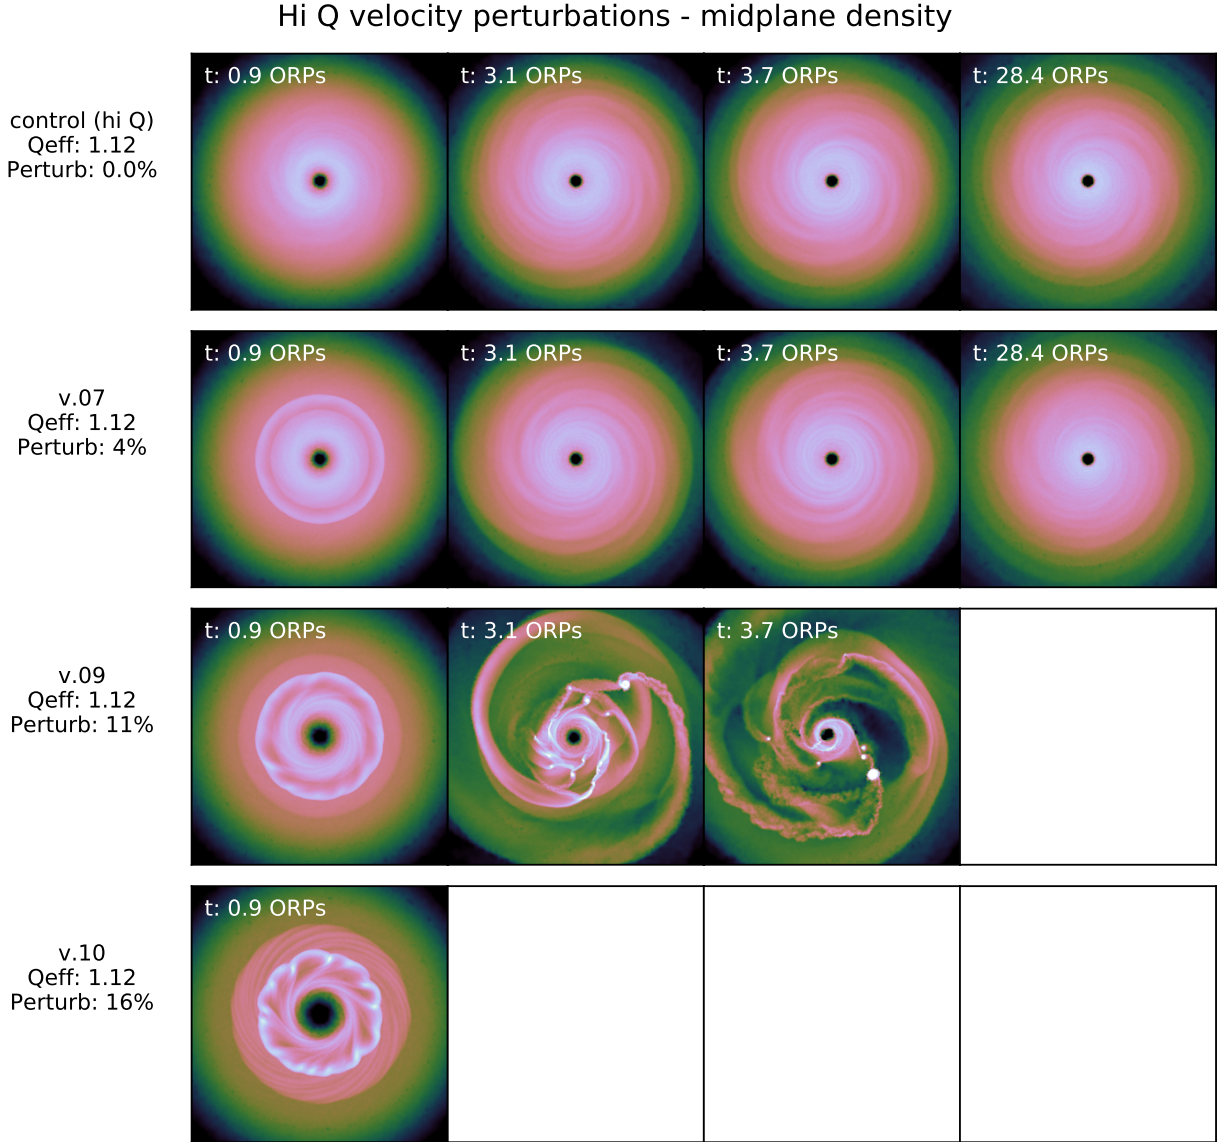 Hi Q velocity perturbations - midplane density
control (hi Q)
Qeff: 1.12
Perturb: 0.0%
t: 0.9 ORPs
t: 3.1 ORPs
t: 3.7 ORPs
t: 28.4 ORPs
v.07
Qeff: 1.12
Perturb: 4%
t: 0.9 ORPs
t: 3.1 ORPs
t: 3.7 ORPs
t: 28.4 ORPs
v.09
Qeff: 1.12
Perturb: 11%
t: 0.9 ORPs
t: 3.1 ORPs
t: 3.7 ORPs
v.10
Qeff: 1.12
Perturb: 16%
t: 0.9 ORPs